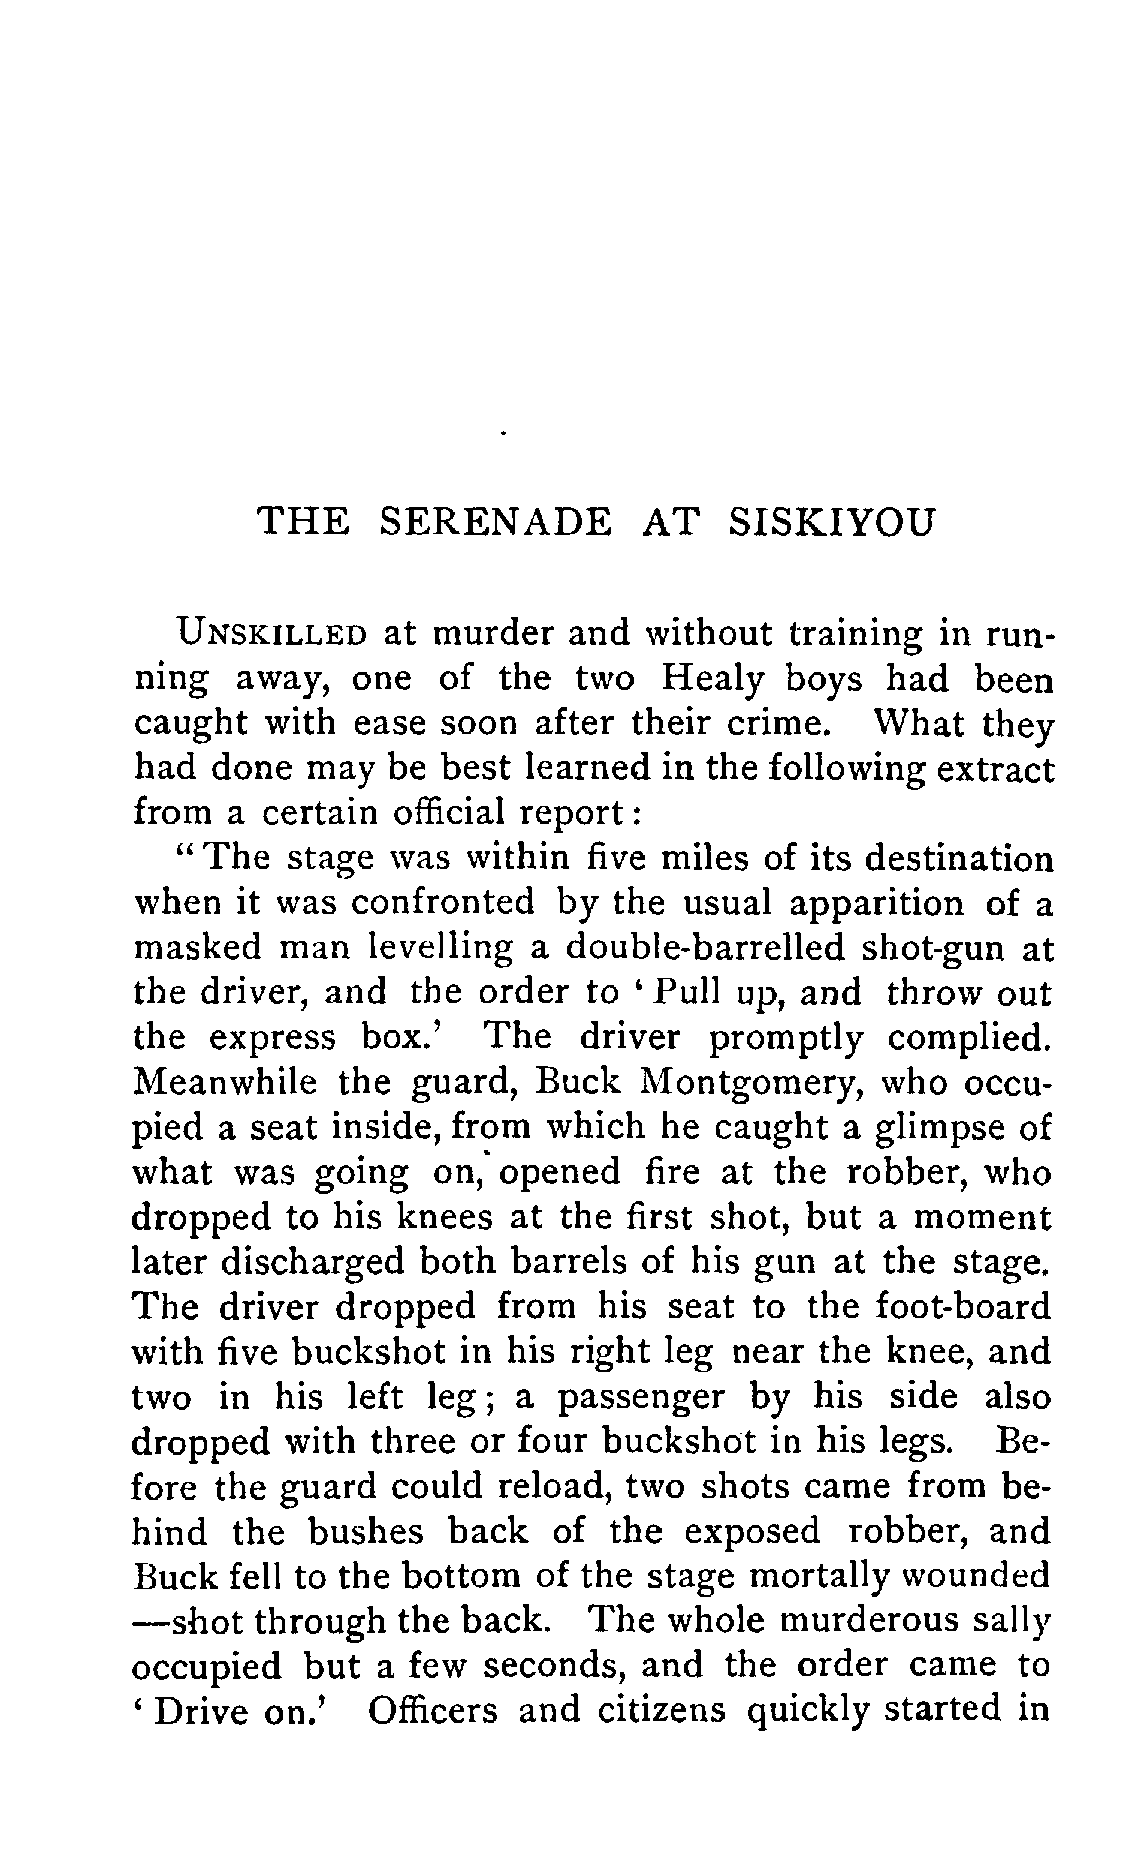 THE SERENADE AT SISKIYOU
UNSKILLED at murder and without training in run-
ning away, one of the two Healy boys had been
caught with ease soon after their crime. What they
had done may be best learned in the following extract
from a certain official report:
"The stage was within five miles of its destination
when it was confronted by the usual apparition of a
masked man levelling a double-barrelled shot-gun at
the driver, and the order to 'Pull up, and throw out
the express box.' The driver promptly complied.
Meanwhile the guard, Buck Montgomery, who occu-
pied a seat inside, from which he caught a glimpse of
what was going on, opened fire at the robber, who
dropped to his knees at the first shot, but a moment
later discharged both barrels of his gun at the stage.
The driver dropped from his seat to the foot-board
with five buckshot in his right leg near the knee, and
two in his left leg; a passenger by his side also
dropped with three or four buckshot in his legs. Be-
fore the guard could reload, two shots came from be-
hind the bushes back of the exposed robber, and
Buck fell to the bottom of the stage mortally wounded
—shot through the back. The whole murderous sally
occupied but a few seconds, and the order came to
'Drive on.' Officers and citizens quickly started in